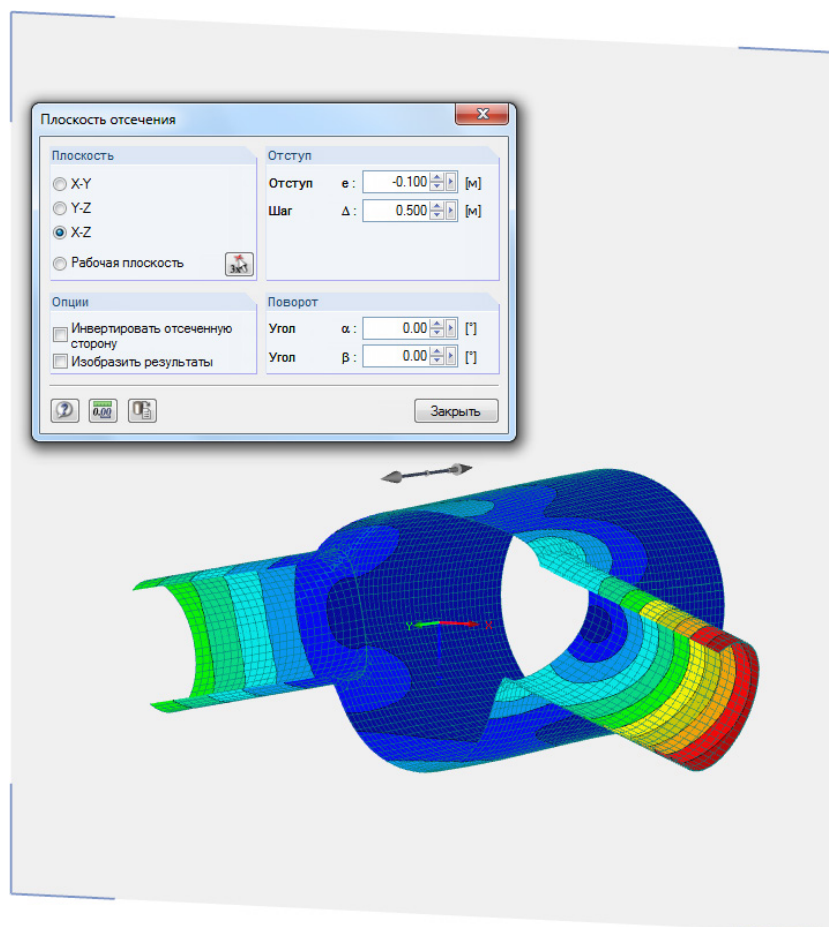 Плоскость отсечения
Плоскость
X-Y
Y-Z
X-Z
Рабочая плоскость
Отступ
Отступ e : -0.100 [м]
Шаг Δ : 0.500 [м]
Опции
Инвертировать отсеченную
сторону
Изобразить результаты
Поворот
Угол α : 0.00 [°]
Угол β : 0.00 [°]
0.00
Закрыть
Y X